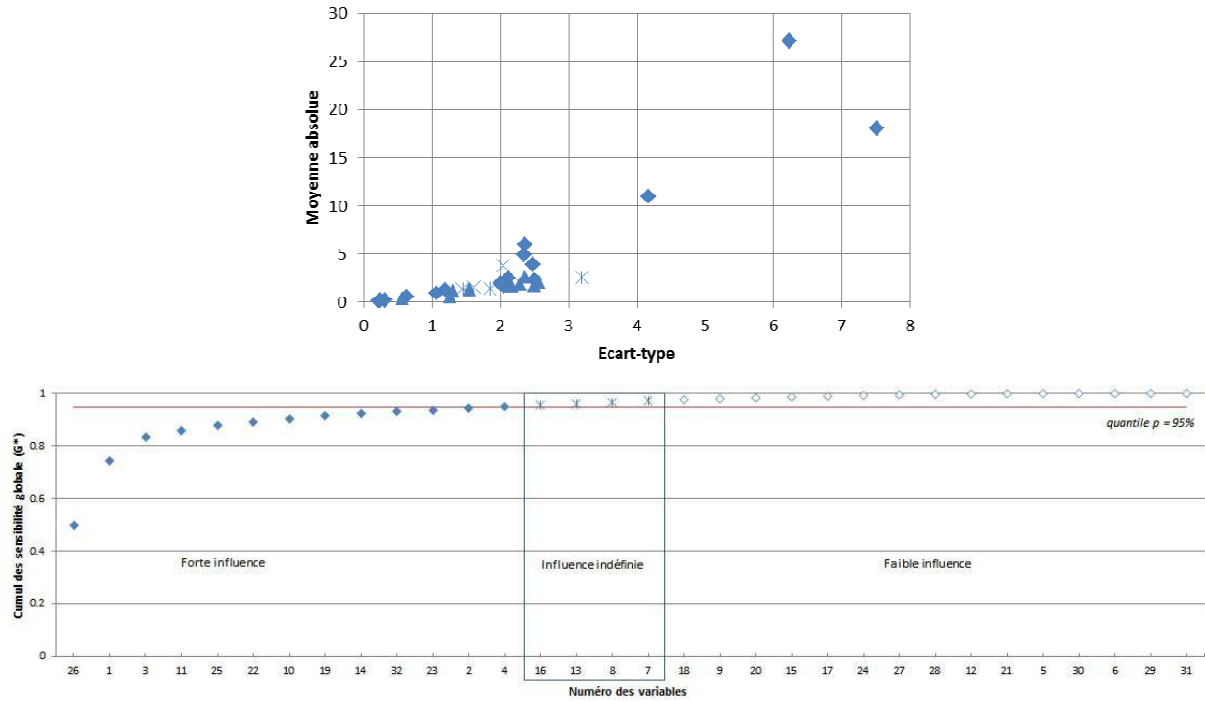 30
25
20
15
10
5
0
Moyenne absolue
0 1 2 3 4 5 6 7 8
Ecart-type
1
0.8
0.6
0.4
0.2
0
Cumul des sensibilité globale (G*)
quantile p = 95%
Forte influence
Influence indéfinie
Faible influence
26 1 3 11 25 22 10 19 14 32 23 2 4 16 13 8 7 18 9 20 15 17 24 27 28 12 21 5 30 6 29 31
Numéro des variables